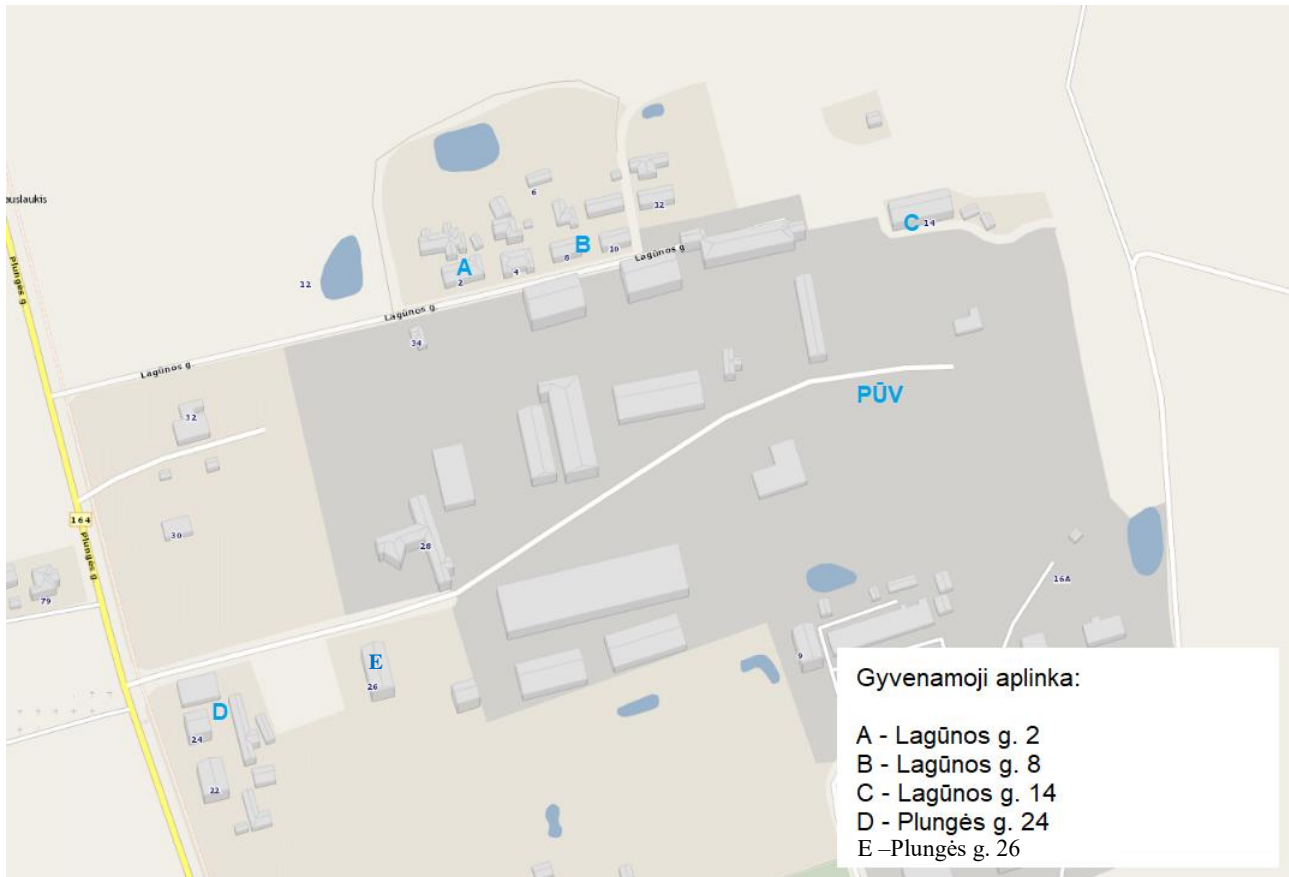 auslaukis
Plungės g.
6
12
C
14
B
8
10
Lagūnos g
A
2
4
12
Lagūnos g.
34
Lagūnos g
PŪV
32
164
30
Plungės g.
28
79
16A
9
E
26
D
24
22
Gyvenamoji aplinka:
A - Lagūnos g. 2
B - Lagūnos g. 8
C - Lagūnos g. 14
D - Plungės g. 24
E –Plungės g. 26